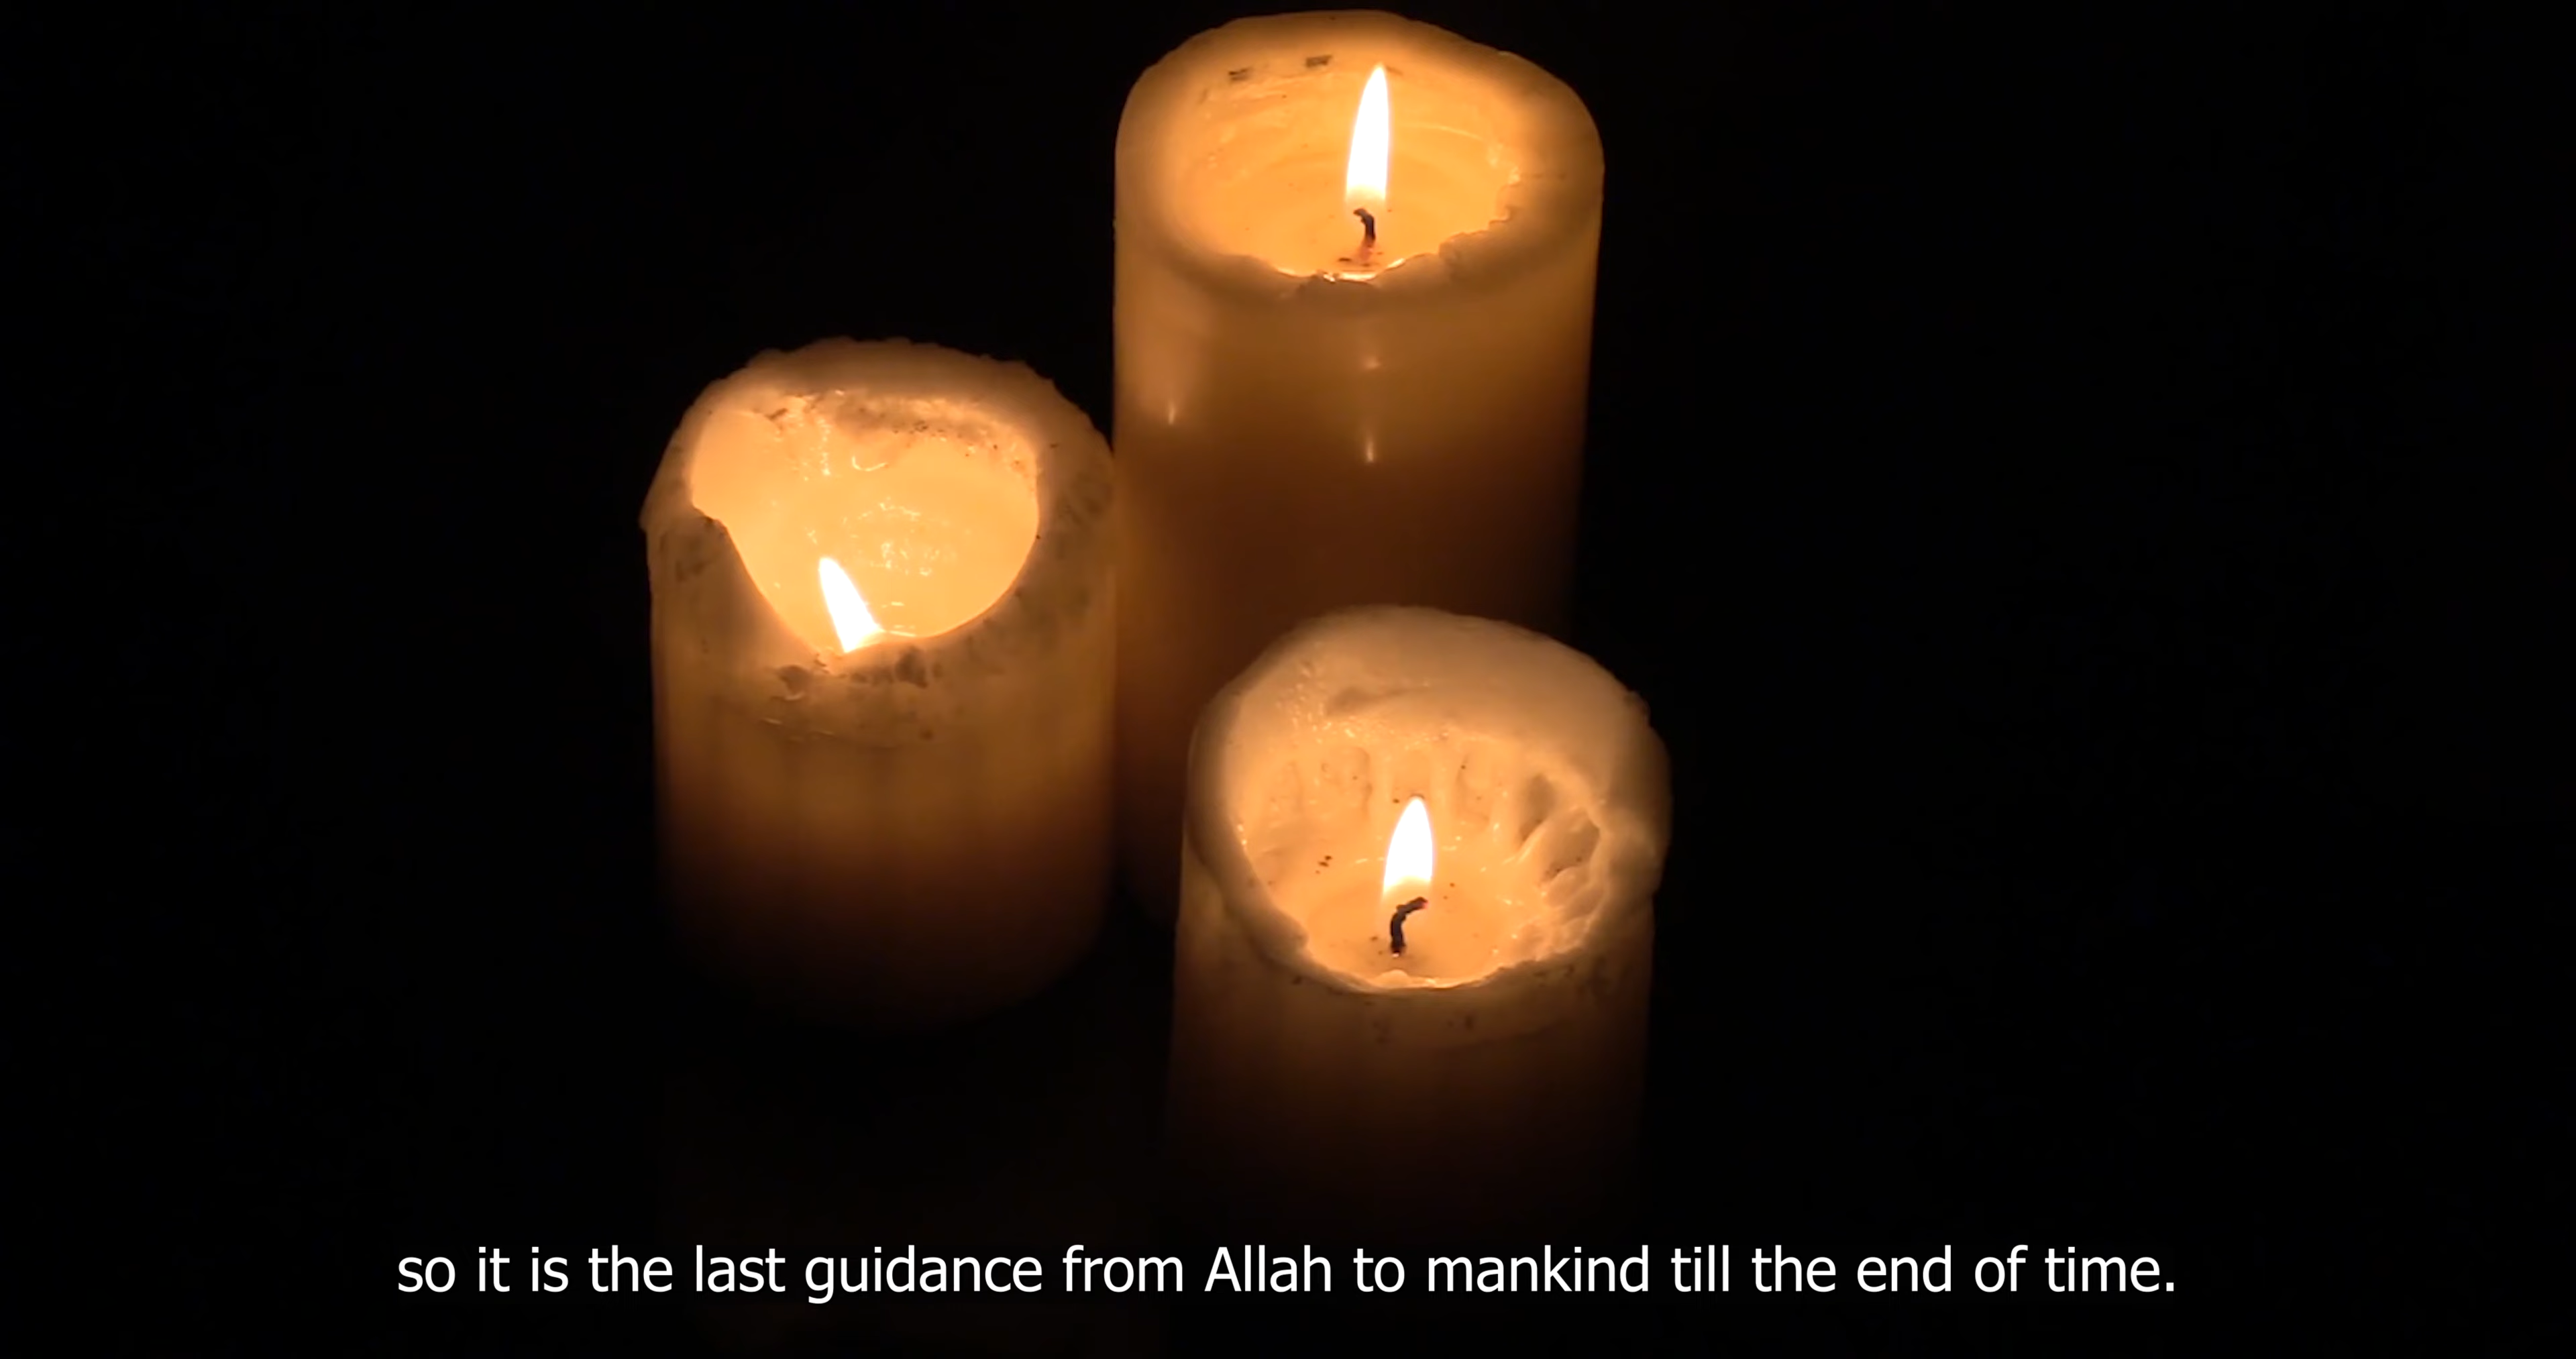 so it is the last guidance from Allah to mankind till the end of time.